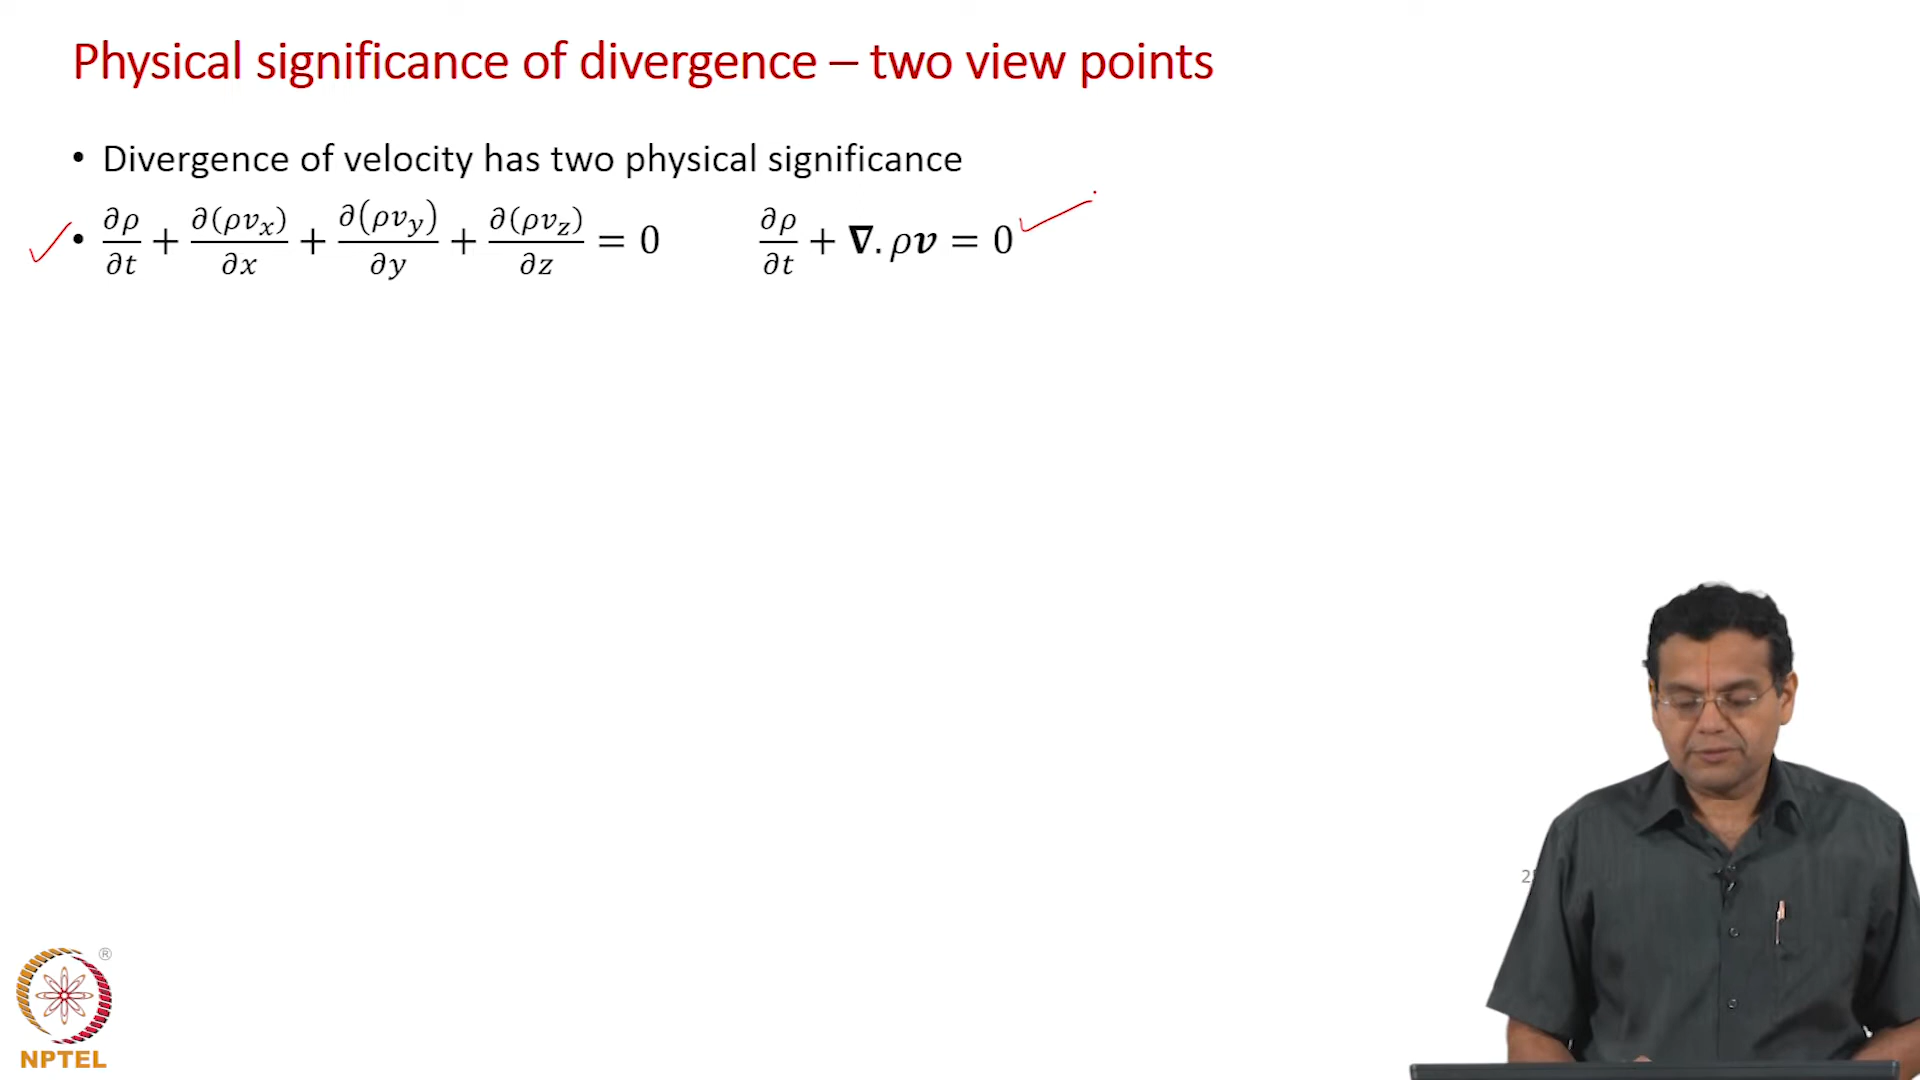 Physical significance of divergence – two view points
• Divergence of velocity has two physical significance
• ∂ρ/∂t + ∂(ρv_x)/∂x + ∂(ρv_y)/∂y + ∂(ρv_z)/∂z = 0    ∂ρ/∂t + ∇. ρv = 0
®
NPTEL